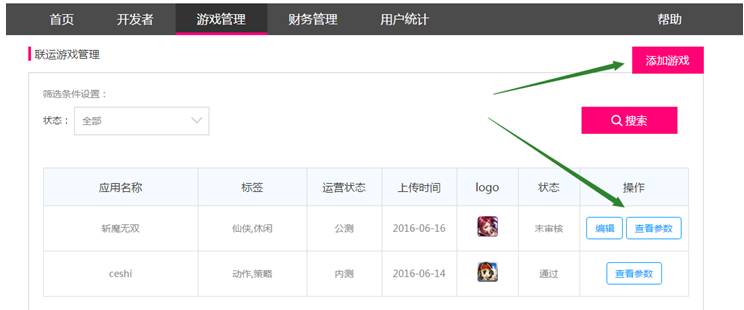 首页 开发者 游戏管理 财务管理 用户统计 帮助
联运游戏管理 添加游戏
筛选条件设置：
状态： 全部 搜索
应用名称 标签 运营状态 上传时间 logo 状态 操作
斩魔无双 仙侠,休闲 公测 2016-06-16 末审核 编辑 查看参数
ceshi 动作,策略 内测 2016-06-14 通过 查看参数